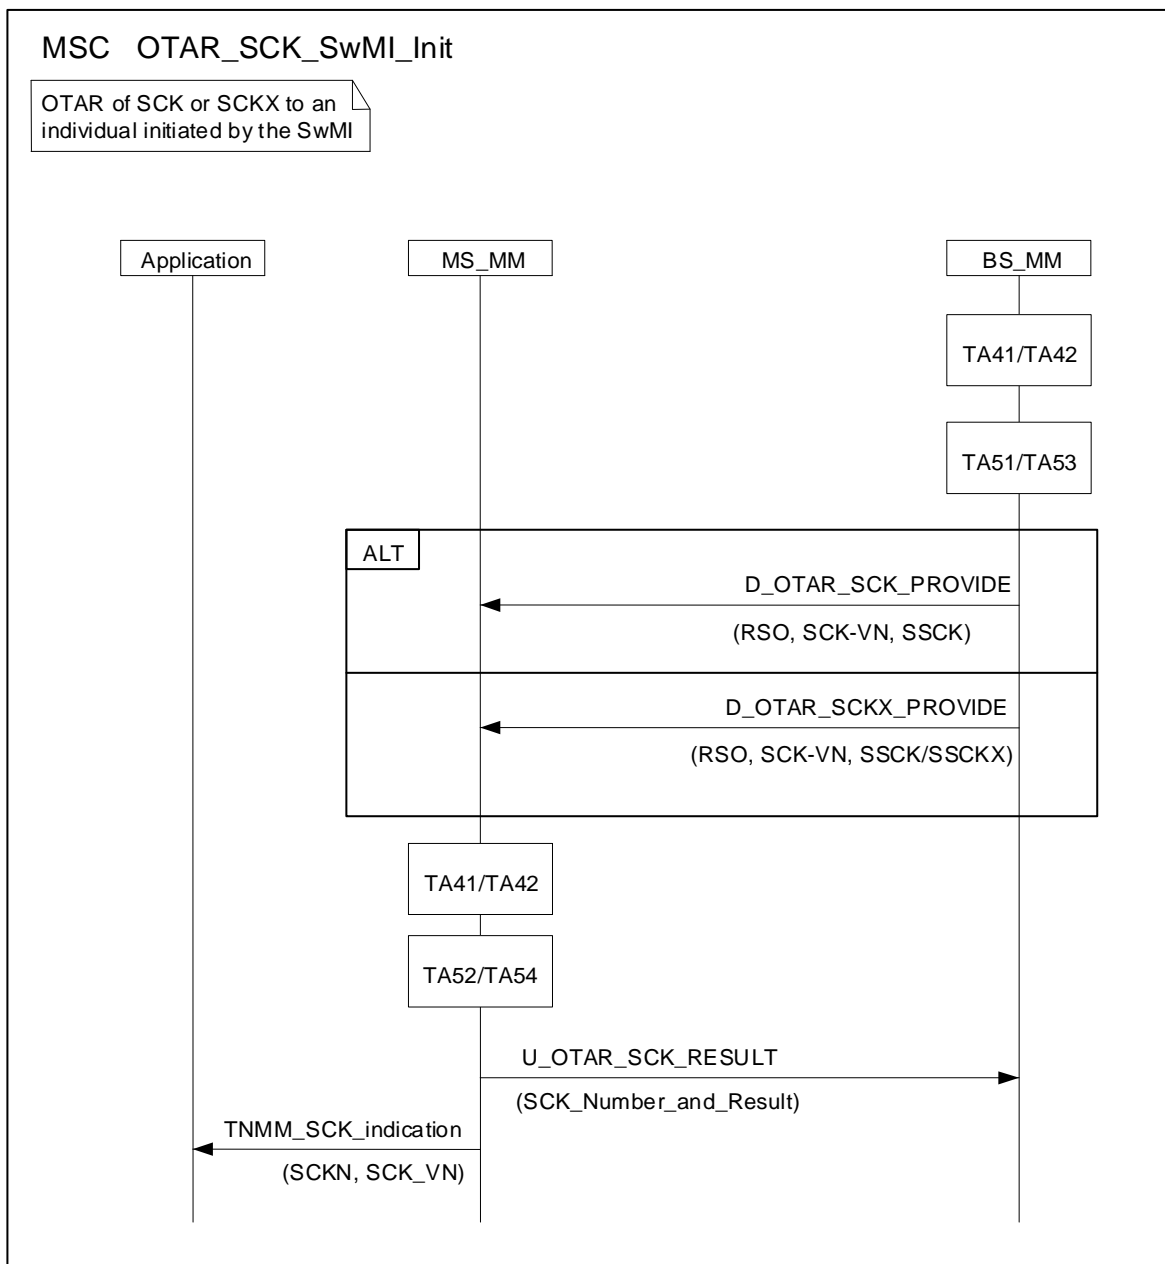 MSC OTAR_SCK_SwMI_Init
OTAR of SCK or SCKX to an
individual initiated by the SwMI
Application
MS_MM
BS_MM
TA41/TA42
TA51/TA53
ALT
D_OTAR_SCK_PROVIDE
(RSO, SCK-VN, SSCK)
D_OTAR_SCKX_PROVIDE
(RSO, SCK-VN, SSCK/SSCKX)
TA41/TA42
TA52/TA54
U_OTAR_SCK_RESULT
(SCK_Number_and_Result)
TNMM_SCK_indication
(SCKN, SCK_VN)